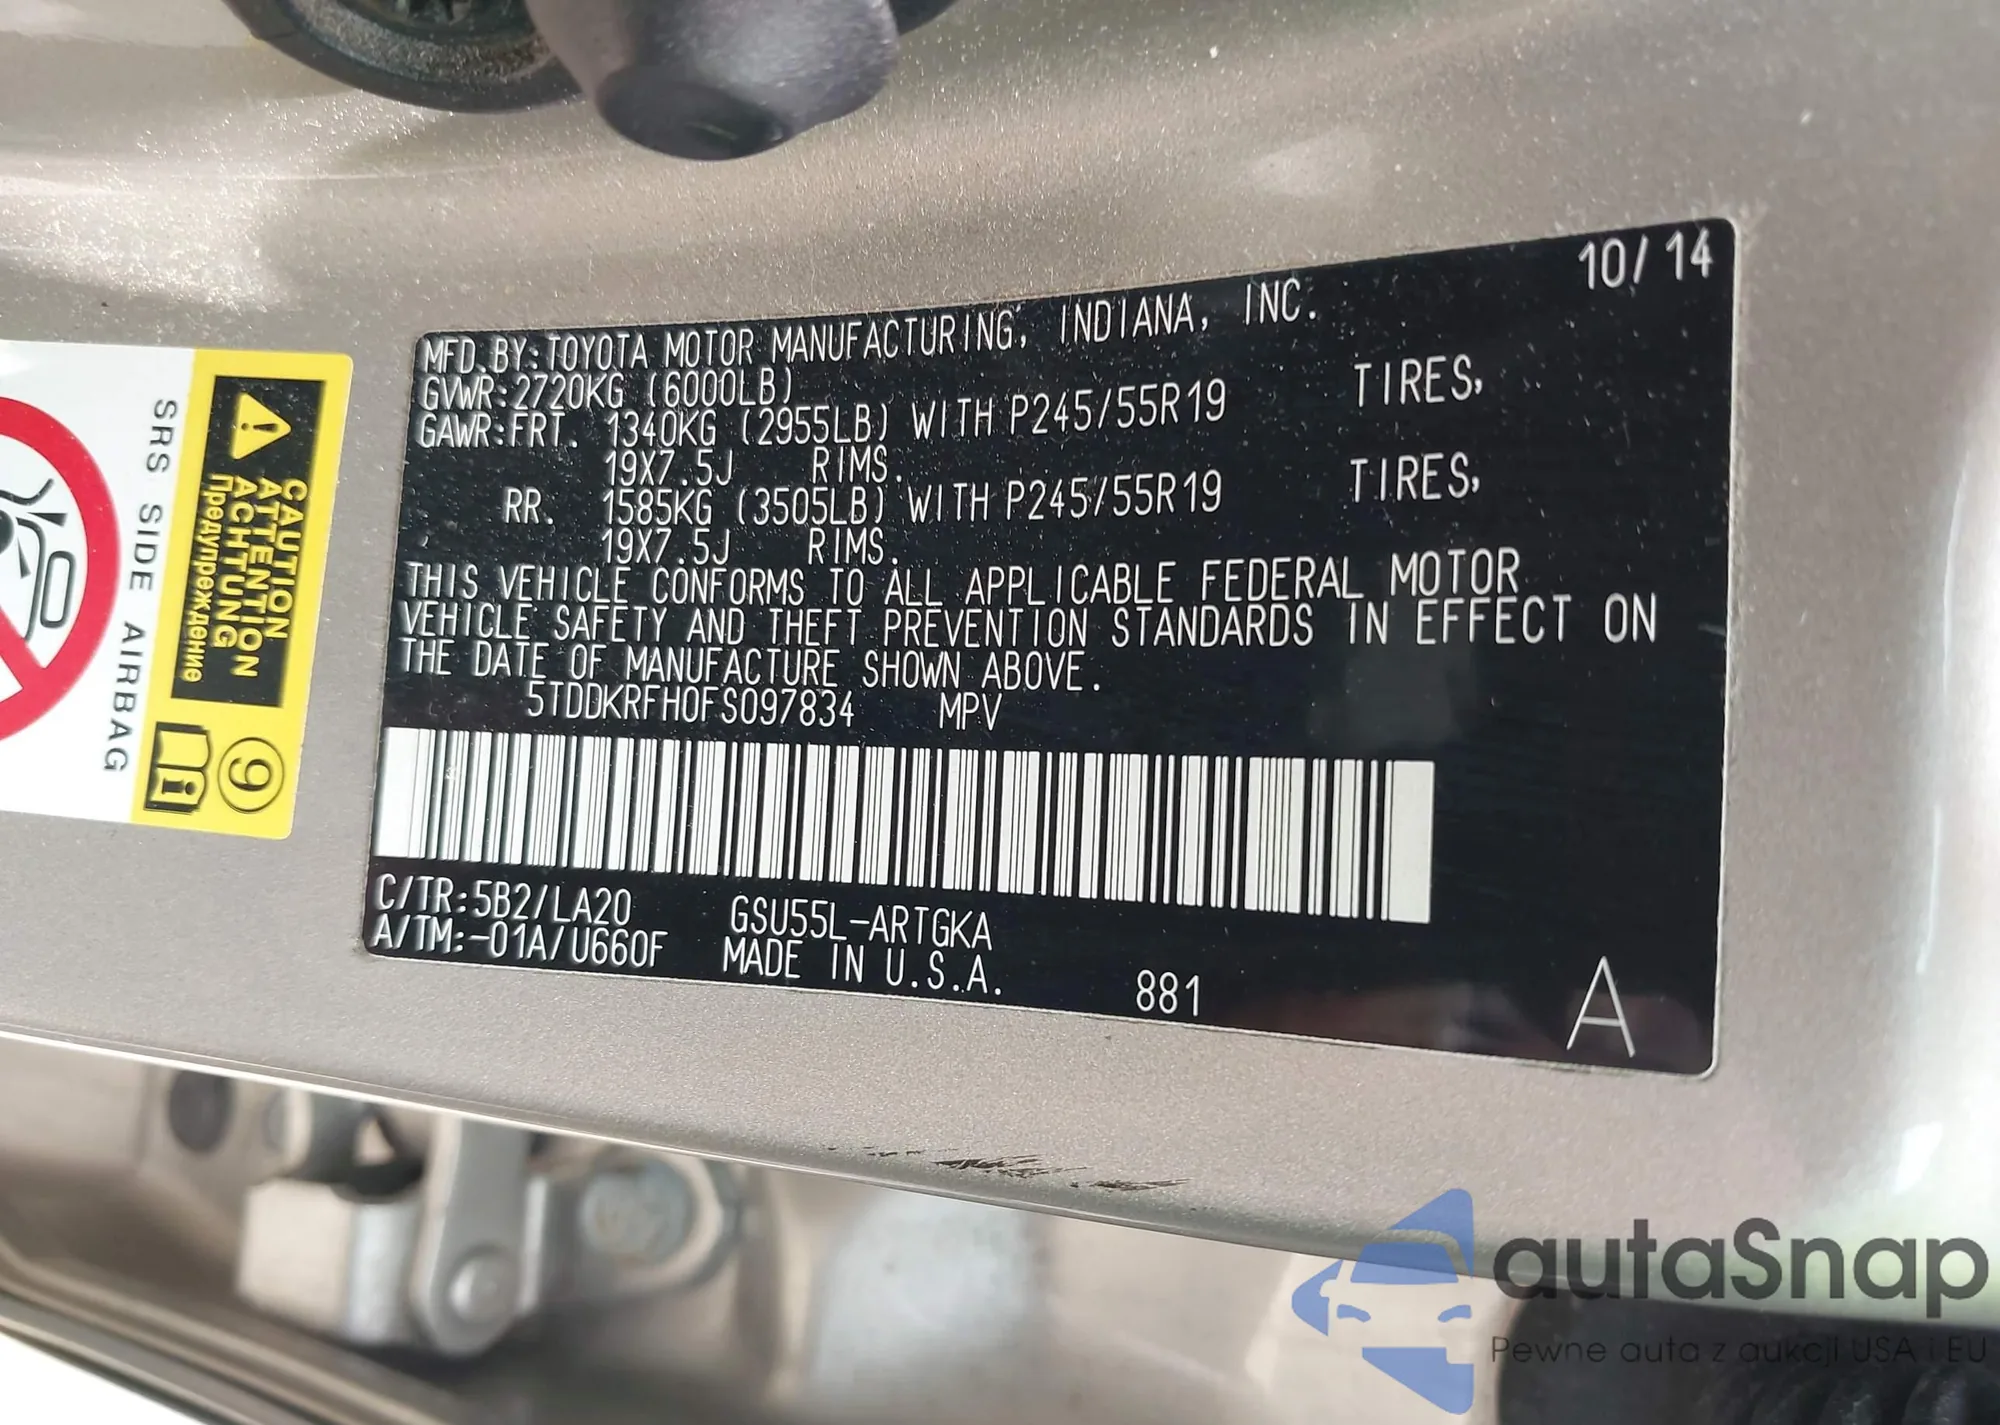 10/14
MFD.BY:TOYOTA MOTOR MANUFACTURING, INDIANA, INC.
GVWR:2720KG (6000LB)
GAWR:FRT. 1340KG (2955LB) WITH P245/55R19 TIRES,
19X7.5J RIMS.
RR. 1585KG (3505LB) WITH P245/55R19 TIRES,
19X7.5J RIMS.
THIS VEHICLE CONFORMS TO ALL APPLICABLE FEDERAL MOTOR
VEHICLE SAFETY AND THEFT PREVENTION STANDARDS IN EFFECT ON
THE DATE OF MANUFACTURE SHOWN ABOVE.
5TDDKRFH0FS097834 MPV
C/TR:5B2/LA20 GSU55L-ARTGKA
A/TM:-01A/U660F MADE IN U.S.A.
881
A
CAUTION
ATTENTION
ACHTUNG
Предупреждение
SRS SIDE AIRBAG
9
i
autaSnap
Pewne auta z aukcji USA i EU